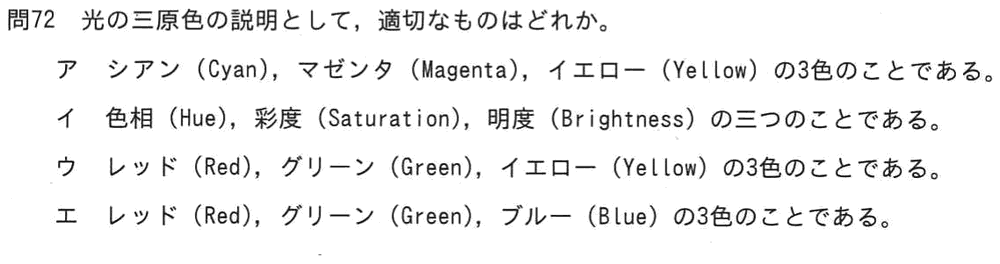 問72 光の三原色の説明として，適切なものはどれか。
ア シアン（Cyan），マゼンタ（Magenta），イエロー（Yellow）の3色のことである。
イ 色相（Hue），彩度（Saturation），明度（Brightness）の三つのことである。
ウ レッド（Red），グリーン（Green），イエロー（Yellow）の3色のことである。
エ レッド（Red），グリーン（Green），ブルー（Blue）の3色のことである。